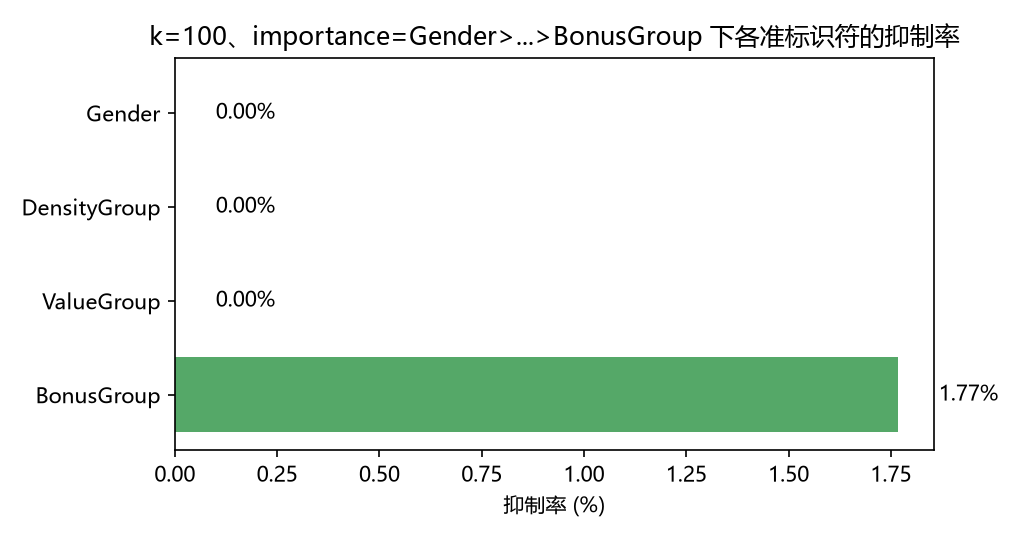 k=100、importance=Gender>...>BonusGroup 下各准标识符的抑制率
Gender
0.00%
DensityGroup
0.00%
ValueGroup
0.00%
BonusGroup
1.77%
0.00 0.25 0.50 0.75 1.00 1.25 1.50 1.75
抑制率 (%)